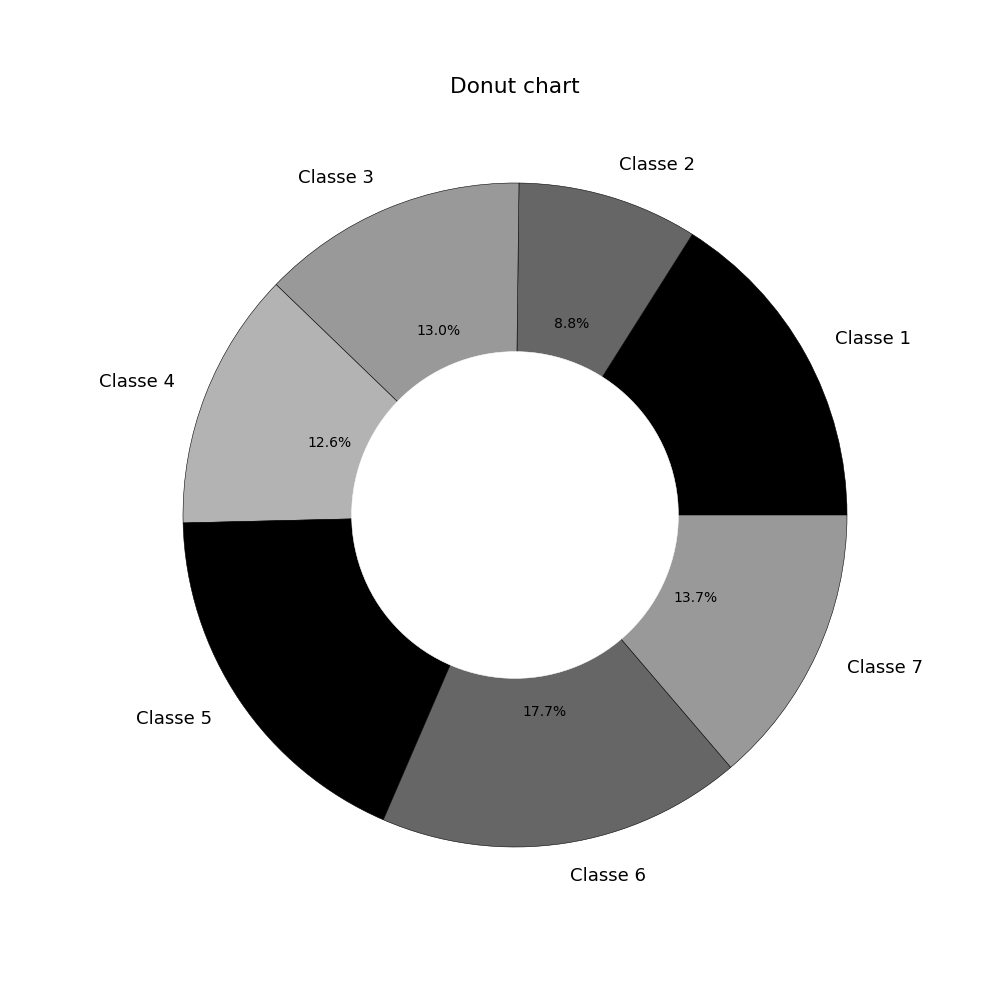 Donut chart
Classe 1
Classe 2
8.8%
Classe 3
13.0%
Classe 4
12.6%
Classe 5
Classe 6
17.7%
Classe 7
13.7%